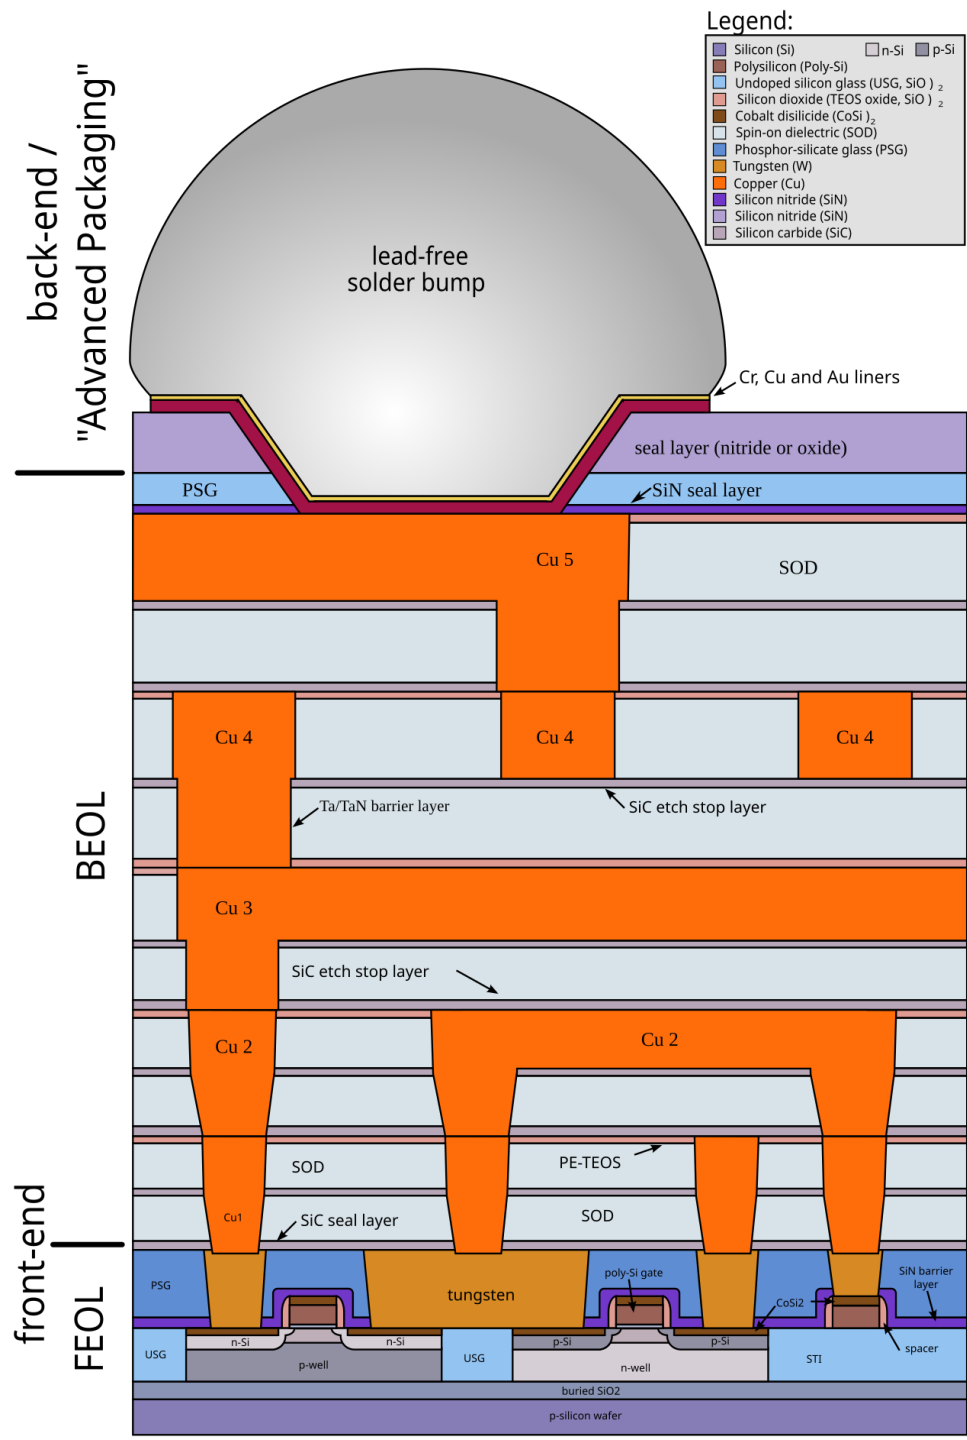 Legend:
Silicon (Si)
n-Si
p-Si
Polysilicon (Poly-Si)
Undoped silicon glass (USG, SiO )
2
Silicon dioxide (TEOS oxide, SiO )
2
Cobalt disilicide (CoSi )
2
Spin-on dielectric (SOD)
Phosphor-silicate glass (PSG)
Tungsten (W)
Copper (Cu)
Silicon nitride (SiN)
Silicon nitride (SiN)
Silicon carbide (SiC)
back-end /
"Advanced Packaging"
lead-free
solder bump
Cr, Cu and Au liners
seal layer (nitride or oxide)
PSG
SiN seal layer
Cu 5
SOD
BEOL
Cu 4
Cu 4
Cu 4
Ta/TaN barrier layer
SiC etch stop layer
Cu 3
SiC etch stop layer
Cu 2
Cu 2
SOD
PE-TEOS
Cu1
SiC seal layer
SOD
front-end
FEOL
PSG
tungsten
poly-Si gate
SiN barrier
layer
CoSi2
USG
n-Si
n-Si
USG
p-Si
p-Si
spacer
STI
p-well
n-well
buried SiO2
p-silicon wafer